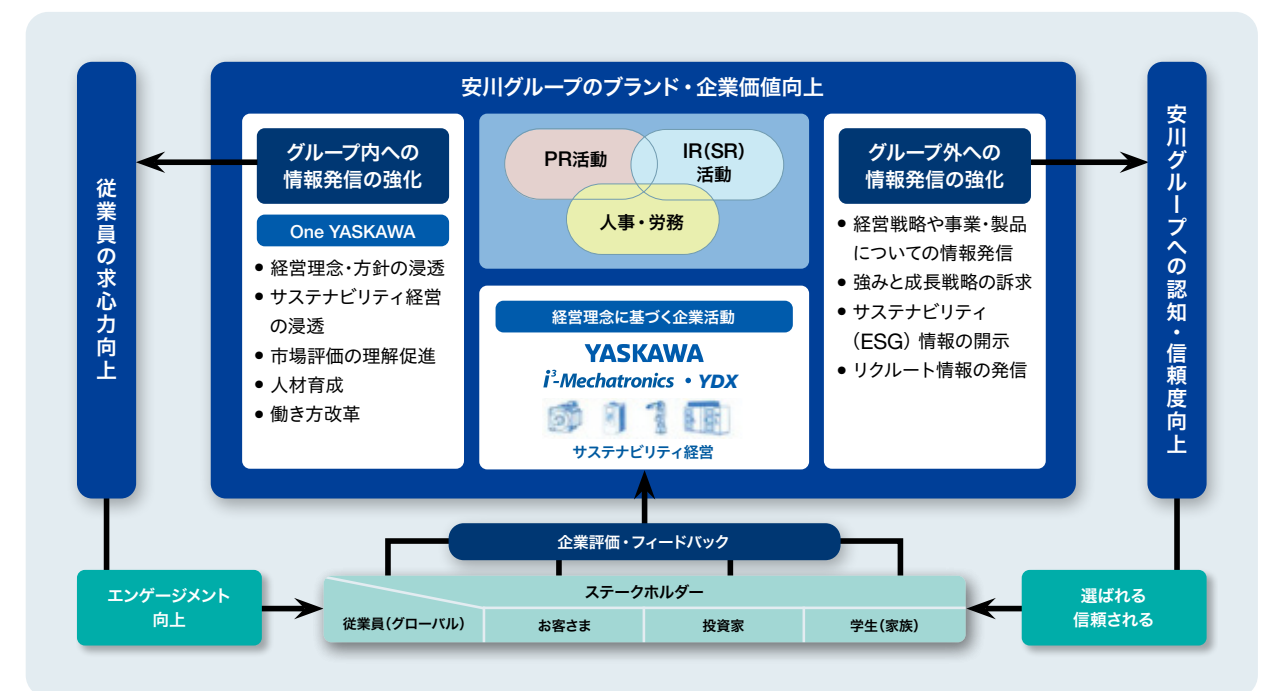 安川グループのブランド・企業価値向上
従業員の求心力向上
グループ内への
情報発信の強化
One YASKAWA
• 経営理念・方針の浸透
• サステナビリティ経営
の浸透
• 市場評価の理解促進
• 人材育成
• 働き方改革
PR活動
IR(SR)
活動
人事・労務
経営理念に基づく企業活動
YASKAWA
i³-Mechatronics • YDX
サステナビリティ経営
グループ外への
情報発信の強化
• 経営戦略や事業・製品
についての情報発信
• 強みと成長戦略の訴求
• サステナビリティ
(ESG) 情報の開示
• リクルート情報の発信
安川グループへの認知・信頼度向上
企業評価・フィードバック
エンゲージメント
向上
ステークホルダー
従業員(グローバル)
お客さま
投資家
学生(家族)
選ばれる
信頼される